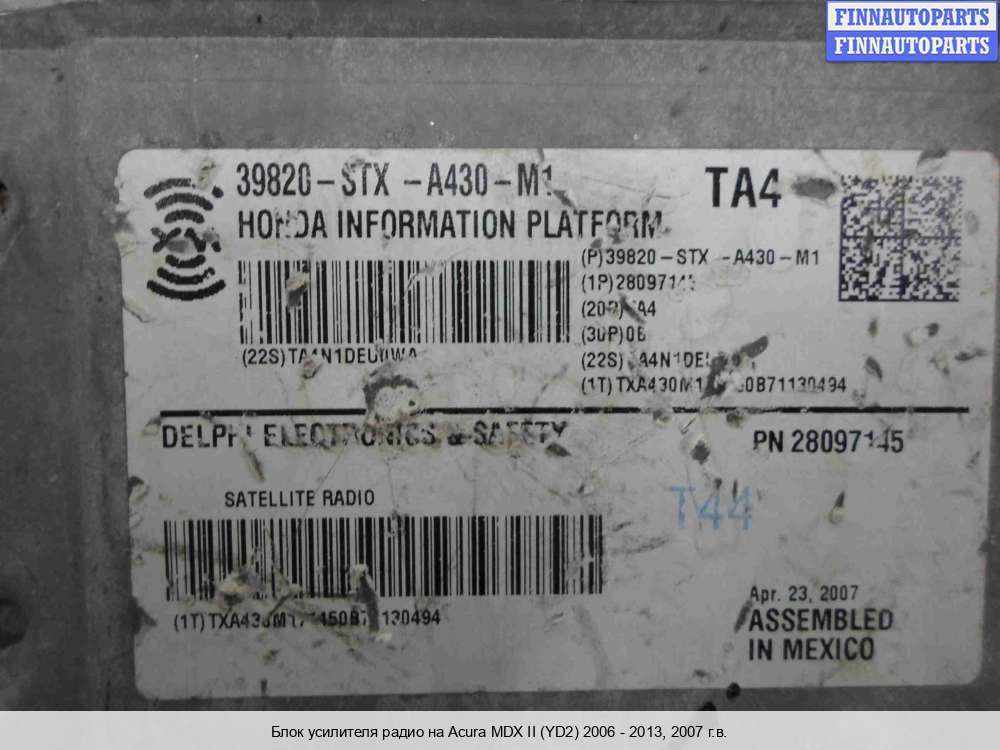 FINNAUTOPARTS
FINNAUTOPARTS
39820-STX -A430-M1
TA4
HONDA INFORMATION PLATFORM
(P)39820-STX -A430-M1
(30P)0B
DELPHI ELECTRONICS & SAFETY
PN 28097145
SATELLITE RADIO
T44
Apr. 23, 2007
ASSEMBLED
IN MEXICO
Блок усилителя радио на Acura MDX II (YD2) 2006 - 2013, 2007 г.в.